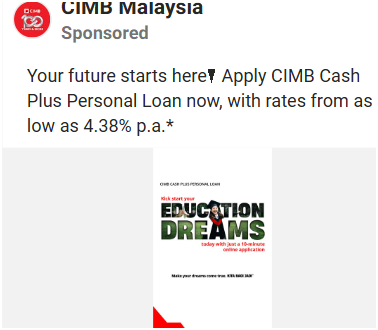 CIMB Malaysia
Sponsored
Your future starts here Apply CIMB Cash
Plus Personal Loan now, with rates from as
low as 4.38% p.a.*
CIMB CASH PLUS PERSONAL LOAN
Kick start your
EDUCATION
DREAMS
today with just a 10-minute
online application
Make your dreams come true.